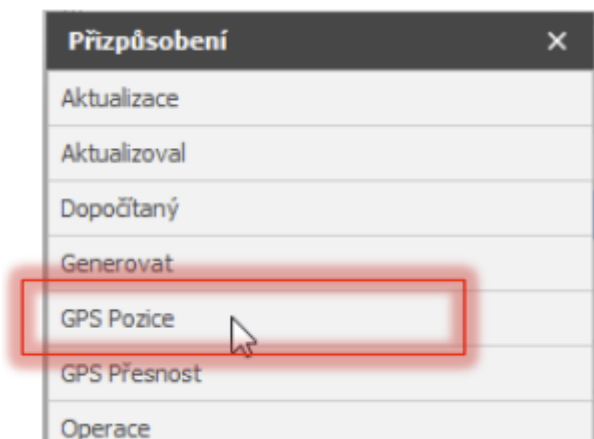 Přizpůsobení
Aktualizace
Aktualizoval
Dopočítaný
Generovat
GPS Pozice
GPS Přesnost
Operace